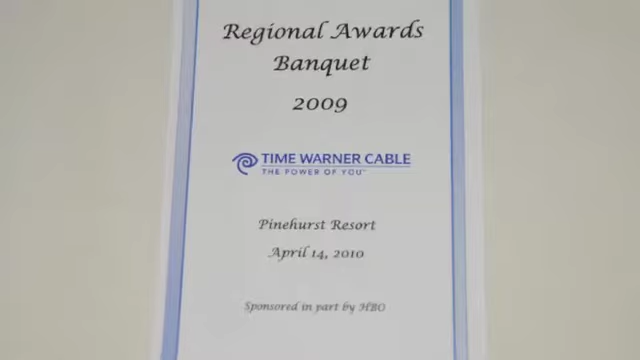 Regional Awards
Banquet
2009
TIME WARNER CABLE
THE POWER OF YOU™
Pinehurst Resort
April 14, 2010
Sponsored in part by HBO